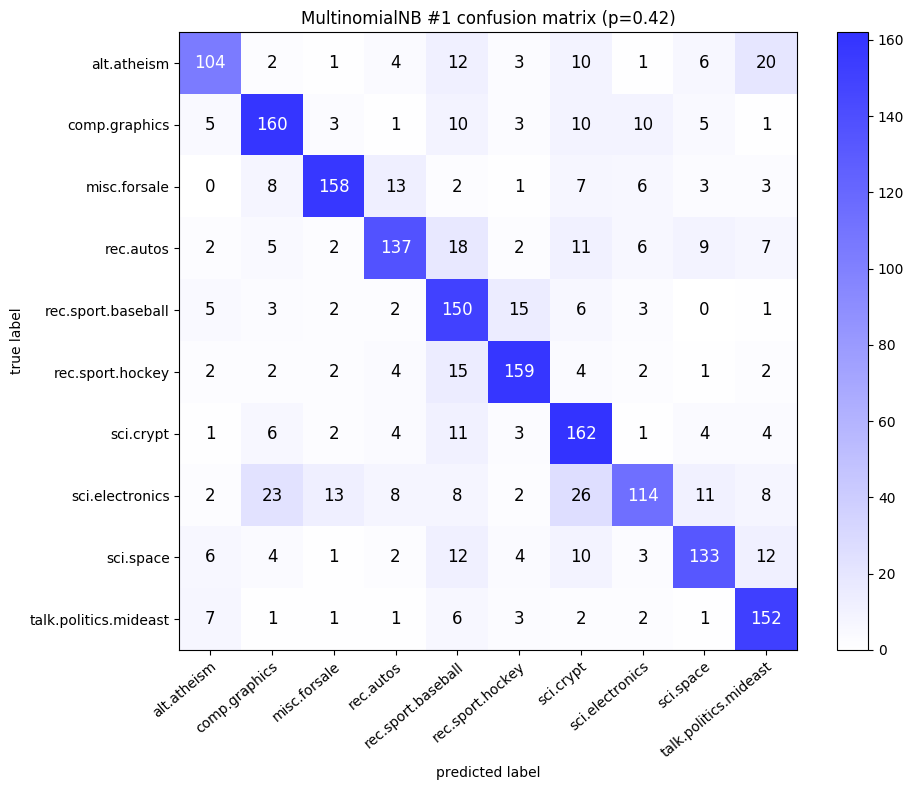 MultinomialNB #1 confusion matrix (p=0.42)
alt.atheism 104 2 1 4 12 3 10 1 6 20
comp.graphics 5 160 3 1 10 3 10 10 5 1
misc.forsale 0 8 158 13 2 1 7 6 3 3
rec.autos 2 5 2 137 18 2 11 6 9 7
rec.sport.baseball 5 3 2 2 150 15 6 3 0 1
rec.sport.hockey 2 2 2 4 15 159 4 2 1 2
sci.crypt 1 6 2 4 11 3 162 1 4 4
sci.electronics 2 23 13 8 8 2 26 114 11 8
sci.space 6 4 1 2 12 4 10 3 133 12
talk.politics.mideast 7 1 1 1 6 3 2 2 1 152
true label
alt.atheism
comp.graphics
misc.forsale
rec.autos
rec.sport.baseball
rec.sport.hockey
sci.crypt
sci.electronics
sci.space
talk.politics.mideast
predicted label
160
140
120
100
80
60
40
20
0